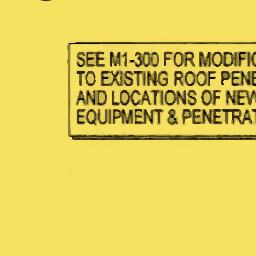 SEE M1-300 FOR MODIFIC
TO EXISTING ROOF PENE
AND LOCATIONS OF NEW
EQUIPMENT & PENETRAT